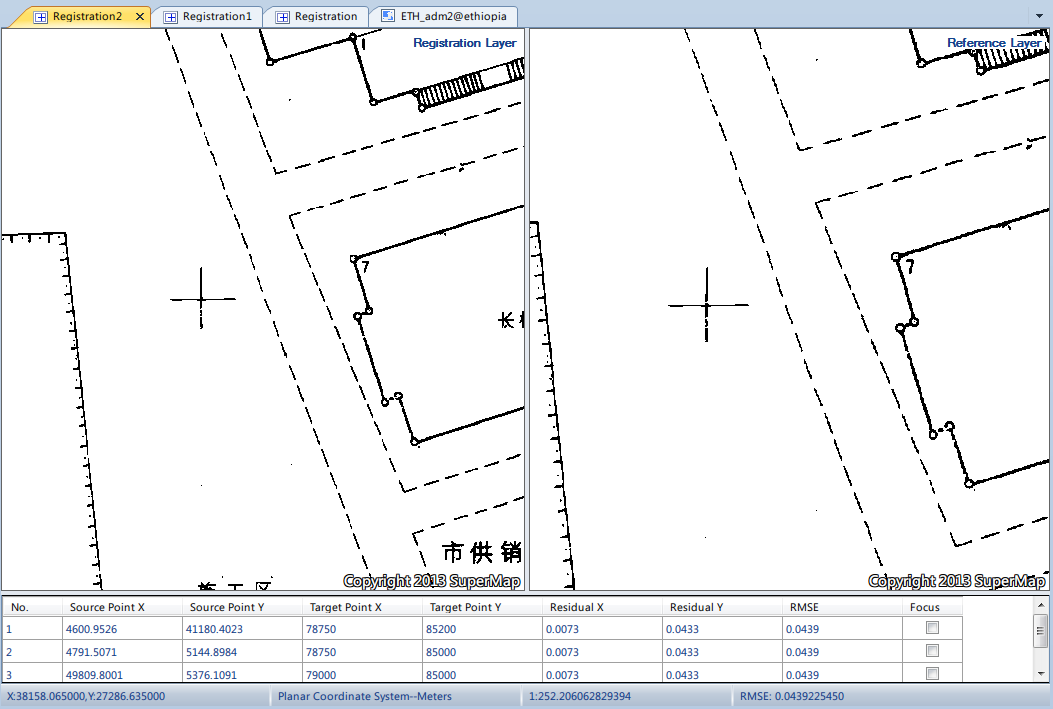 Registration2 Registration1 Registration ETH_adm2@ethiopia
Registration Layer
Reference Layer
7
7
长
市供销
Copyright 2013 SuperMap
Copyright 2013 SuperMap
No. Source Point X Source Point Y Target Point X Target Point Y Residual X Residual Y RMSE Focus
1 4600.9526 41180.4023 78750 85200 0.0073 0.0433 0.0439
2 4791.5071 5144.8984 78750 85000 0.0073 0.0433 0.0439
3 49809.8001 5376.1091 79000 85000 0.0073 0.0433 0.0439
X:38158.065000,Y:27286.635000 Planar Coordinate System--Meters 1:252.206062829394 RMSE: 0.0439225450